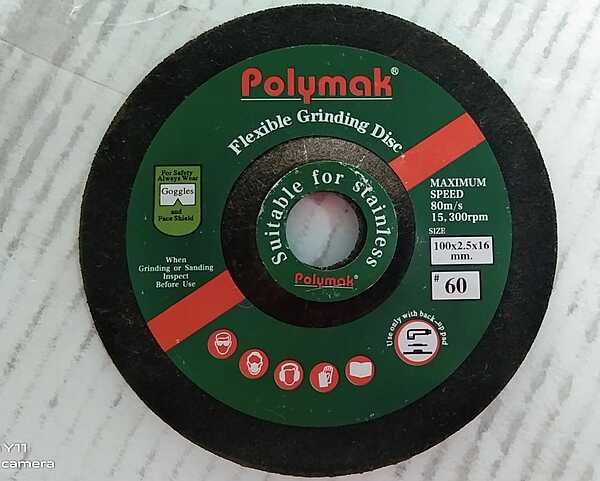 Polymak®
Flexible Grinding Disc
Suitable for stainless
Polymak®
For Safety
Always Wear
Goggles
and
Face Shield
When
Grinding or Sanding
Inspect
Before Use
MAXIMUM
SPEED
80m/s
15,300rpm
SIZE
100x2.5x16
mm.
# 60
Use only with back-up pad
Y11
camera